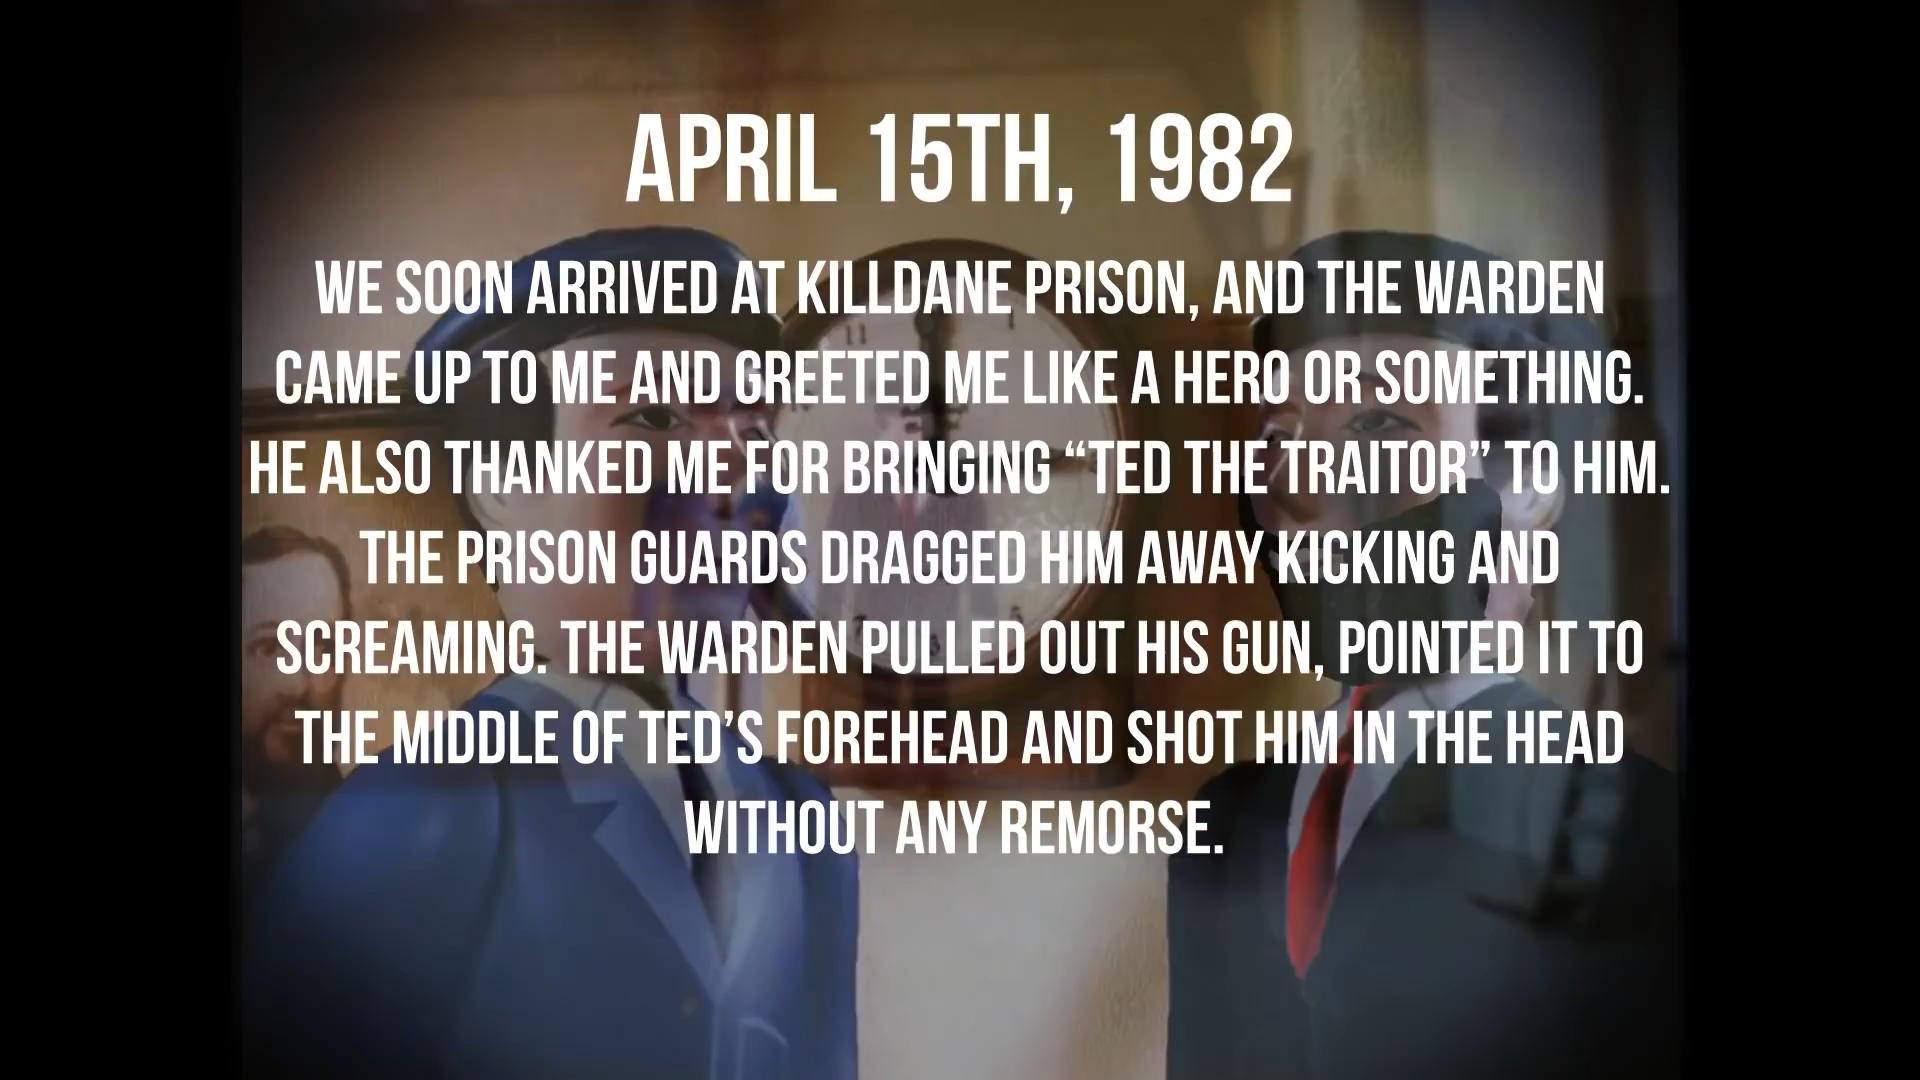 APRIL 15TH, 1982
WE SOON ARRIVED AT KILLDANE PRISON, AND THE WARDEN
CAME UP TO ME AND GREETED ME LIKE A HERO OR SOMETHING.
HE ALSO THANKED ME FOR BRINGING “TED THE TRAITOR” TO HIM.
THE PRISON GUARDS DRAGGED HIM AWAY KICKING AND
SCREAMING. THE WARDEN PULLED OUT HIS GUN, POINTED IT TO
THE MIDDLE OF TED’S FOREHEAD AND SHOT HIM IN THE HEAD
WITHOUT ANY REMORSE.